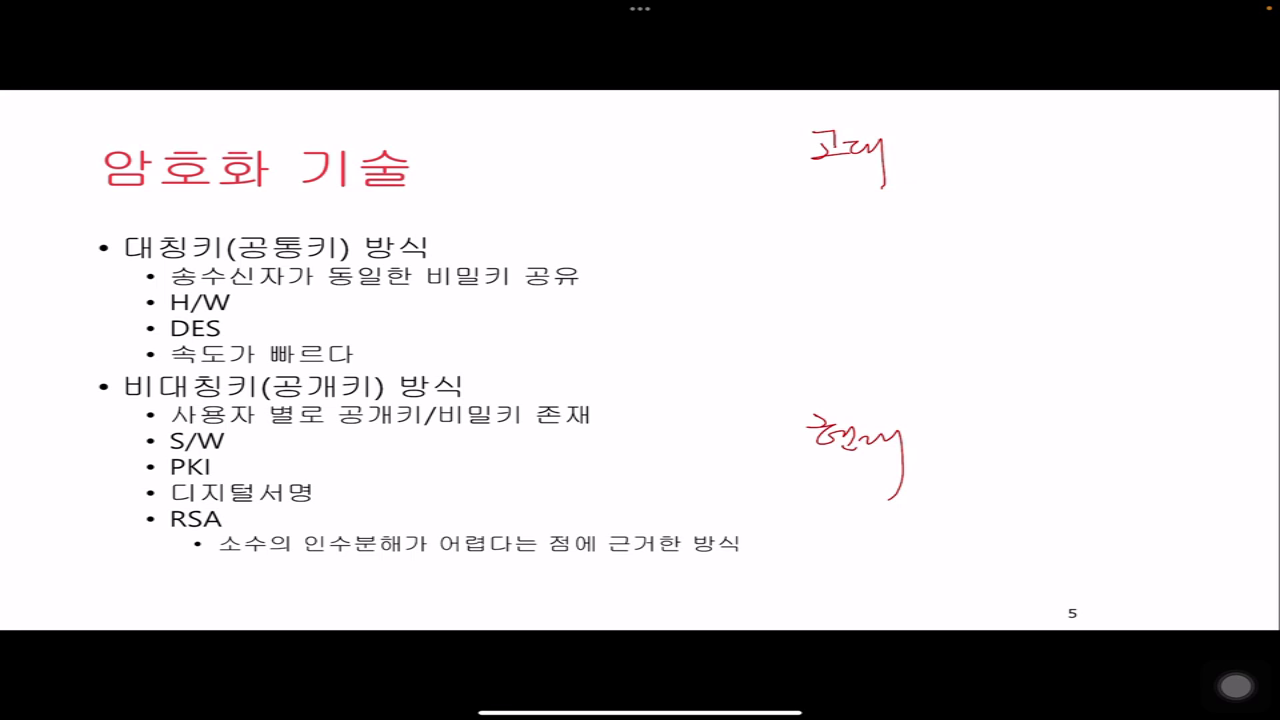 암호화 기술
고대
• 대칭키(공통키) 방식
• 송수신자가 동일한 비밀키 공유
• H/W
• DES
• 속도가 빠르다
• 비대칭키(공개키) 방식
• 사용자 별로 공개키/비밀키 존재
현대
• S/W
• PKI
• 디지털서명
• RSA
• 소수의 인수분해가 어렵다는 점에 근거한 방식
5